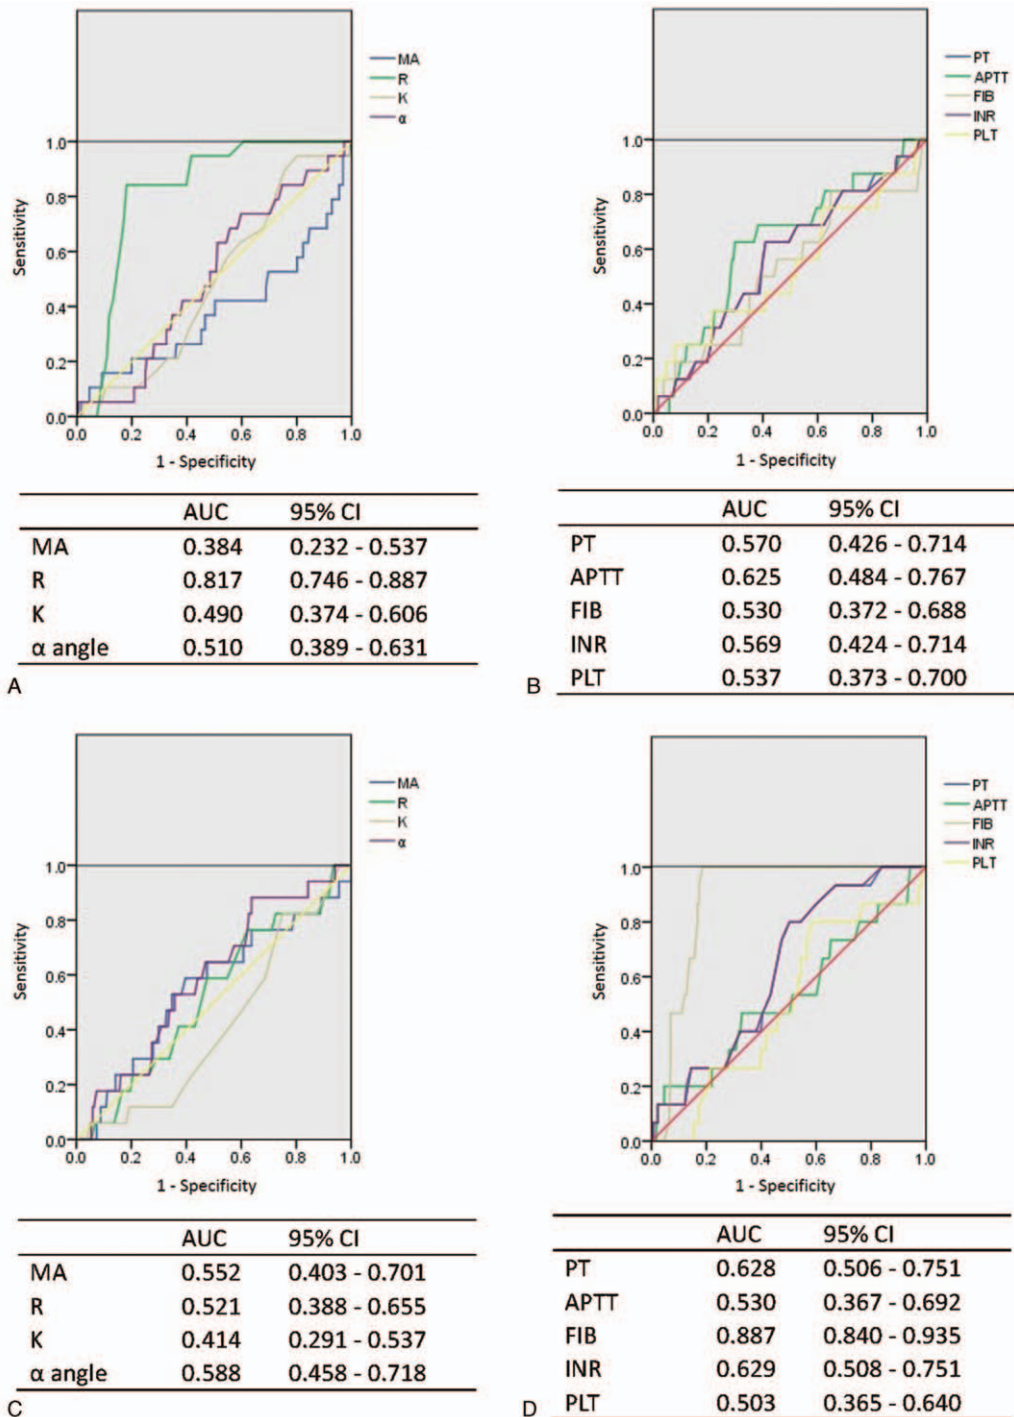 MA
R
K
α
1.0
0.8
0.6
0.4
0.2
0.0
Sensitivity
0.0 0.2 0.4 0.6 0.8 1.0
1 - Specificity
AUC 95% CI
MA 0.384 0.232 - 0.537
R 0.817 0.746 - 0.887
K 0.490 0.374 - 0.606
α angle 0.510 0.389 - 0.631
A
PT
APTT
FIB
INR
PLT
1.0
0.8
0.6
0.4
0.2
0.0
Sensitivity
0.0 0.2 0.4 0.6 0.8 1.0
1 - Specificity
AUC 95% CI
PT 0.570 0.426 - 0.714
APTT 0.625 0.484 - 0.767
FIB 0.530 0.372 - 0.688
INR 0.569 0.424 - 0.714
PLT 0.537 0.373 - 0.700
B
MA
R
K
α
1.0
0.8
0.6
0.4
0.2
0.0
Sensitivity
0.0 0.2 0.4 0.6 0.8 1.0
1 - Specificity
AUC 95% CI
MA 0.552 0.403 - 0.701
R 0.521 0.388 - 0.655
K 0.414 0.291 - 0.537
α angle 0.588 0.458 - 0.718
C
PT
APTT
FIB
INR
PLT
1.0
0.8
0.6
0.4
0.2
0.0
Sensitivity
0.0 0.2 0.4 0.6 0.8 1.0
1 - Specificity
AUC 95% CI
PT 0.628 0.506 - 0.751
APTT 0.530 0.367 - 0.692
FIB 0.887 0.840 - 0.935
INR 0.629 0.508 - 0.751
PLT 0.503 0.365 - 0.640
D